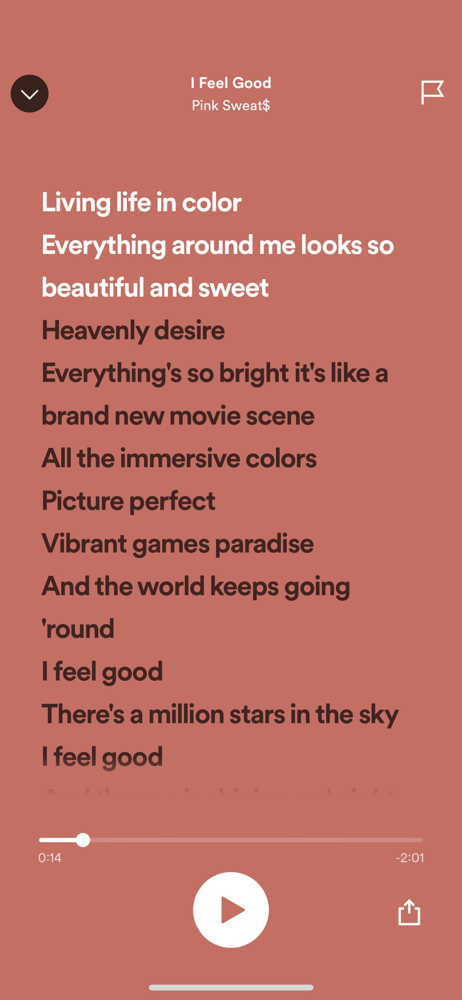 I Feel Good
Pink Sweat$
Living life in color
Everything around me looks so
beautiful and sweet
Heavenly desire
Everything's so bright it's like a
brand new movie scene
All the immersive colors
Picture perfect
Vibrant games paradise
And the world keeps going
'round
I feel good
There's a million stars in the sky
I feel good
0:14
-2:01